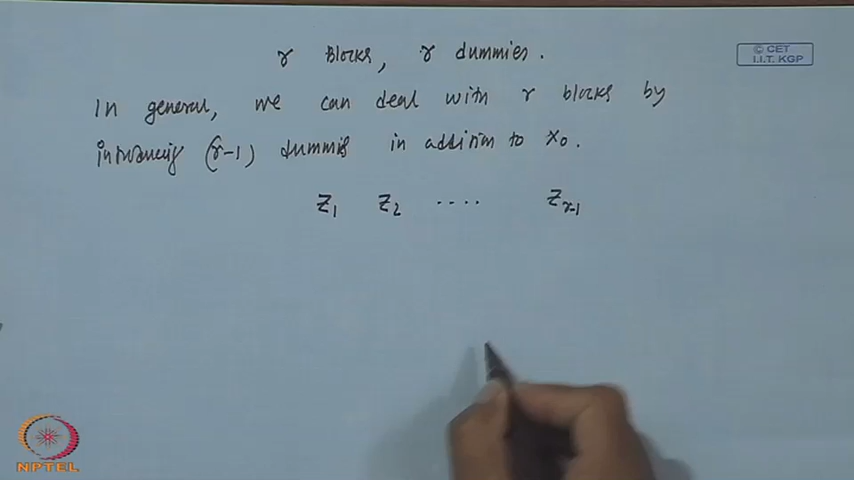 r Blocks, r dummies.
© CET
I.I.T. KGP
In general, we can deal with r blocks by
introducing (r-1) dummies in addition to X₀.
Z₁ Z₂ .... Z_{r-1}
NPTEL